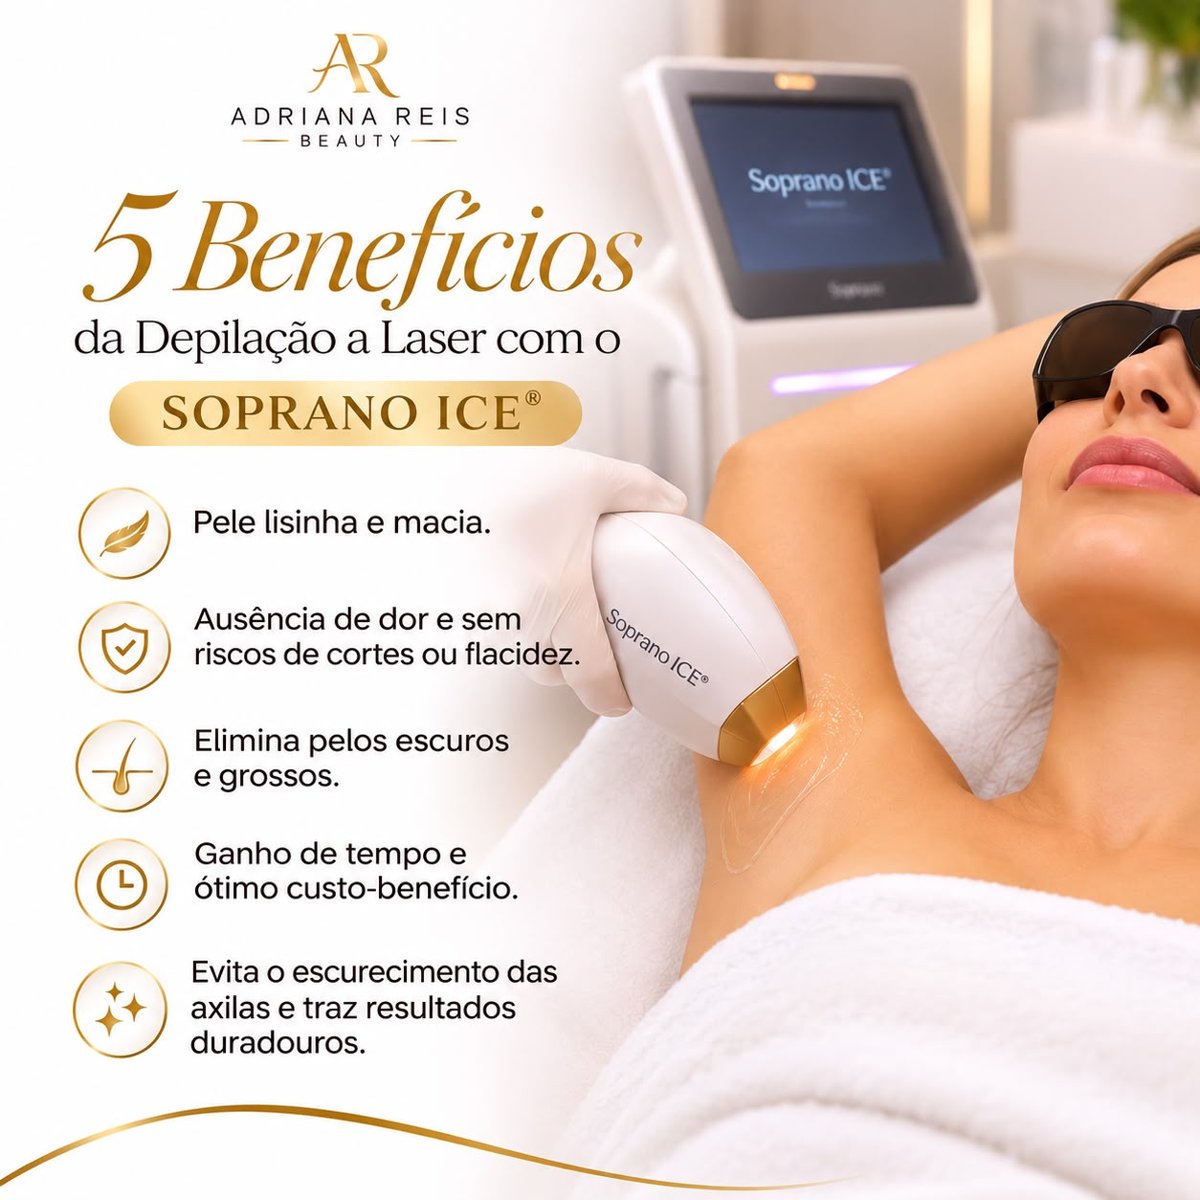 AR
ADRIANA REIS
BEAUTY
5 Benefícios
da Depilação a Laser com o
SOPRANO ICE®
Pele lisinha e macia.
Ausência de dor e sem
riscos de cortes ou flacidez.
Elimina pelos escuros
e grossos.
Ganho de tempo e
ótimo custo-benefício.
Evita o escurecimento das
axilas e traz resultados
duradouros.
Soprano ICE®
Soprano ICE®